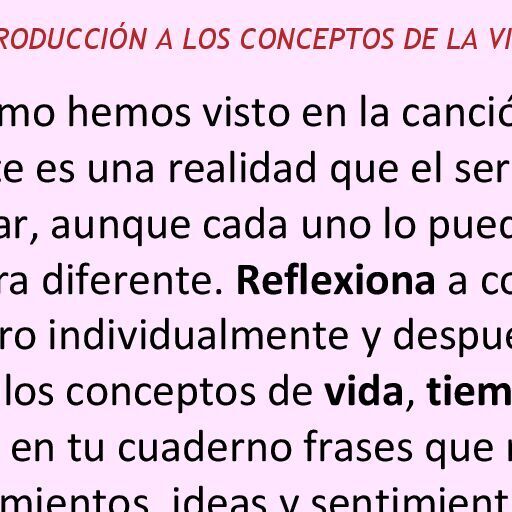 RODUCCIÓN A LOS CONCEPTOS DE LA VI
mo hemos visto en la canció
te es una realidad que el ser
ar, aunque cada uno lo pued
ra diferente. Reflexiona a co
ro individualmente y despué
los conceptos de vida, tiem
en tu cuaderno frases que
mientos, ideas y sentimient